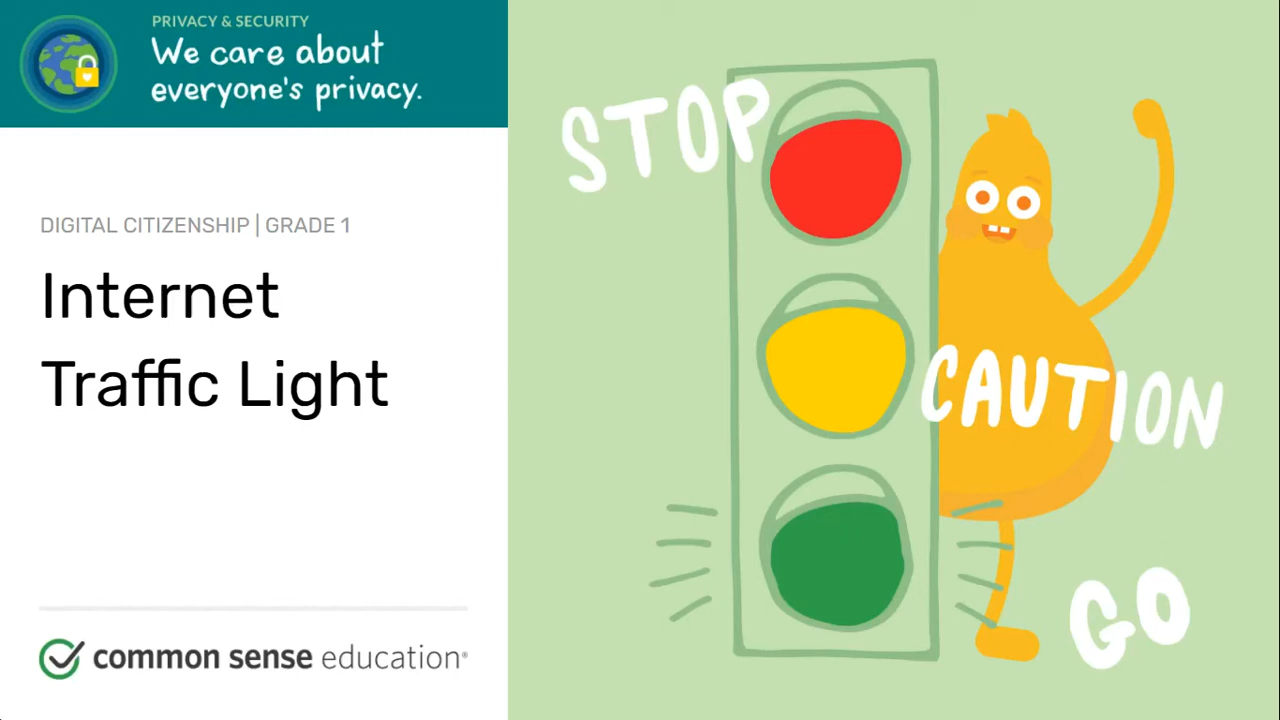 PRIVACY & SECURITY
We care about
everyone's privacy.
DIGITAL CITIZENSHIP | GRADE 1
Internet
Traffic Light
common sense education®
STOP
CAUTION
GO